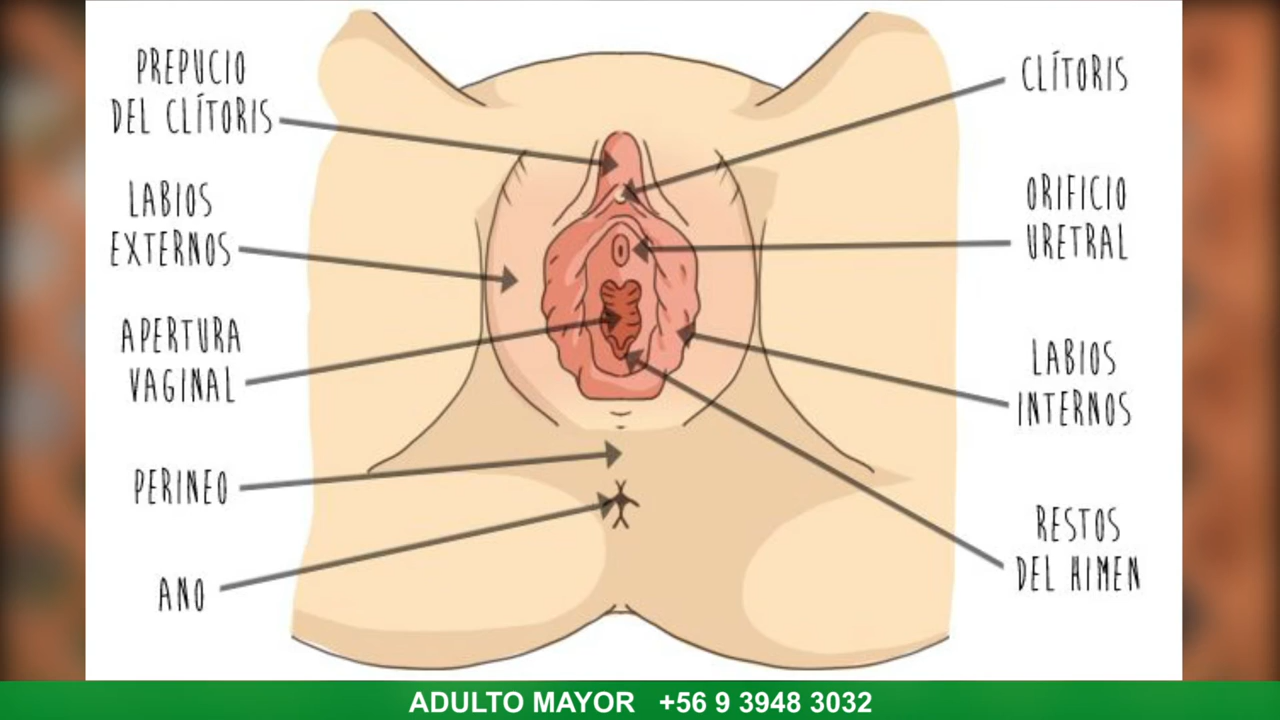 PREPUCIO
DEL CLÍTORIS
LABIOS
EXTERNOS
APERTURA
VAGINAL
PERINEO
ANO
CLÍTORIS
ORIFICIO
URETRAL
LABIOS
INTERNOS
RESTOS
DEL HIMEN
ADULTO MAYOR +56 9 3948 3032